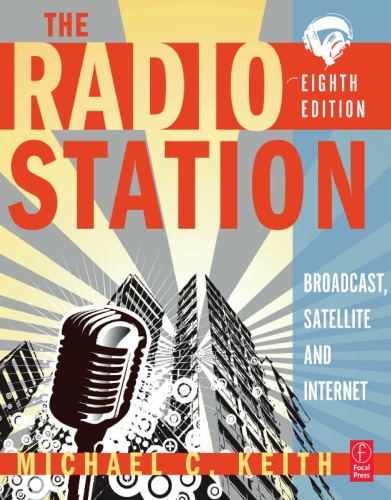 THE
RADIO
STATION
EIGHTH
EDITION
BROADCAST,
SATELLITE
AND
INTERNET
MICHAEL C. KEITH
Focal
Press